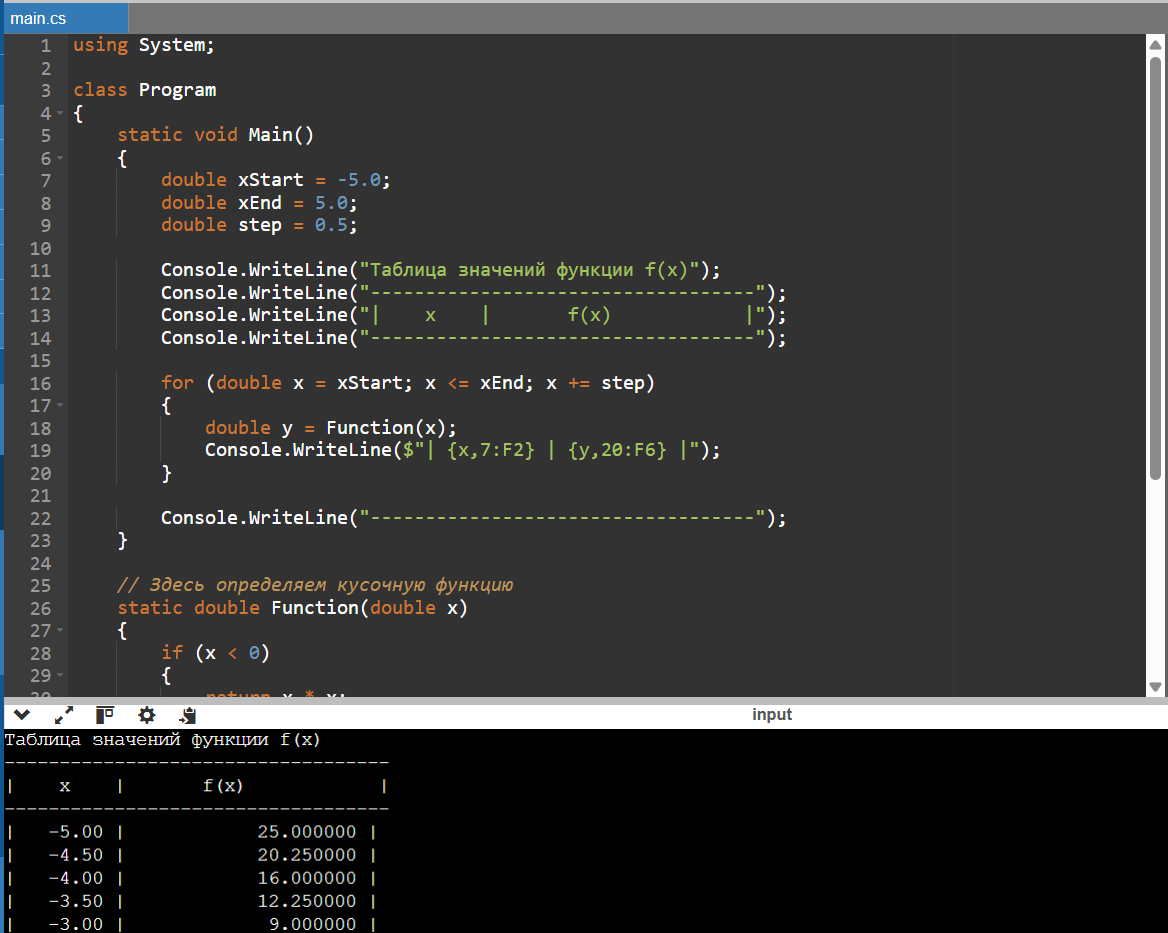 main.cs
1 using System;
2
3 class Program
4 {
5     static void Main()
6     {
7         double xStart = -5.0;
8         double xEnd = 5.0;
9         double step = 0.5;
10
11         Console.WriteLine("Таблица значений функции f(x)");
12         Console.WriteLine("-----------------------------------");
13         Console.WriteLine("|    x    |       f(x)            |");
14         Console.WriteLine("-----------------------------------");
15
16         for (double x = xStart; x <= xEnd; x += step)
17         {
18             double y = Function(x);
19             Console.WriteLine($"| {x,7:F2} | {y,20:F6} |");
20         }
21
22         Console.WriteLine("-----------------------------------");
23     }
24
25     // Здесь определяем кусочную функцию
26     static double Function(double x)
27     {
28         if (x < 0)
29         {
30             return x * x;
input
Таблица значений функции f(x)
-----------------------------------
|    x    |       f(x)            |
-----------------------------------
|   -5.00 |            25.000000 |
|   -4.50 |            20.250000 |
|   -4.00 |            16.000000 |
|   -3.50 |            12.250000 |
|   -3.00 |             9.000000 |